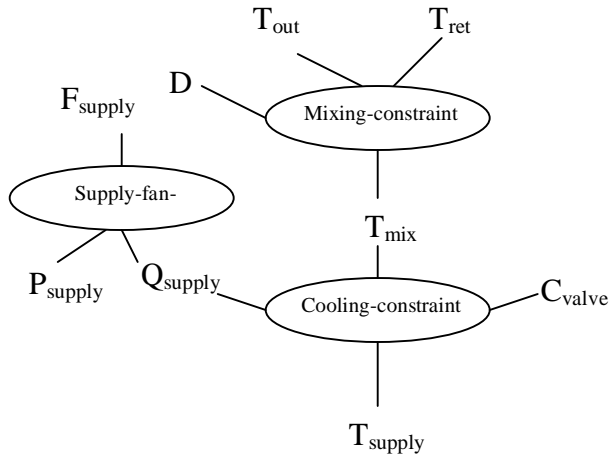 T_out
T_ret
D
F_supply
Mixing-constraint
Supply-fan-
T_mix
P_supply
Q_supply
Cooling-constraint
C_valve
T_supply